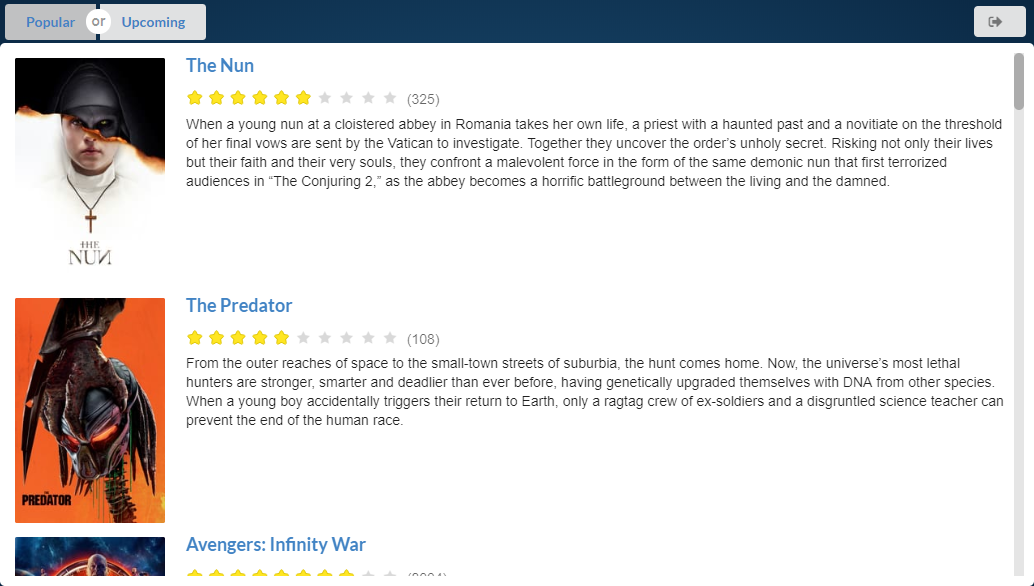 Popular or Upcoming
The Nun
(325)
When a young nun at a cloistered abbey in Romania takes her own life, a priest with a haunted past and a novitiate on the threshold
of her final vows are sent by the Vatican to investigate. Together they uncover the order’s unholy secret. Risking not only their lives
but their faith and their very souls, they confront a malevolent force in the form of the same demonic nun that first terrorized
audiences in “The Conjuring 2,” as the abbey becomes a horrific battleground between the living and the damned.
THE
NUN
The Predator
(108)
From the outer reaches of space to the small-town streets of suburbia, the hunt comes home. Now, the universe’s most lethal
hunters are stronger, smarter and deadlier than ever before, having genetically upgraded themselves with DNA from other species.
When a young boy accidentally triggers their return to Earth, only a ragtag crew of ex-soldiers and a disgruntled science teacher can
prevent the end of the human race.
PREDATOR
Avengers: Infinity War